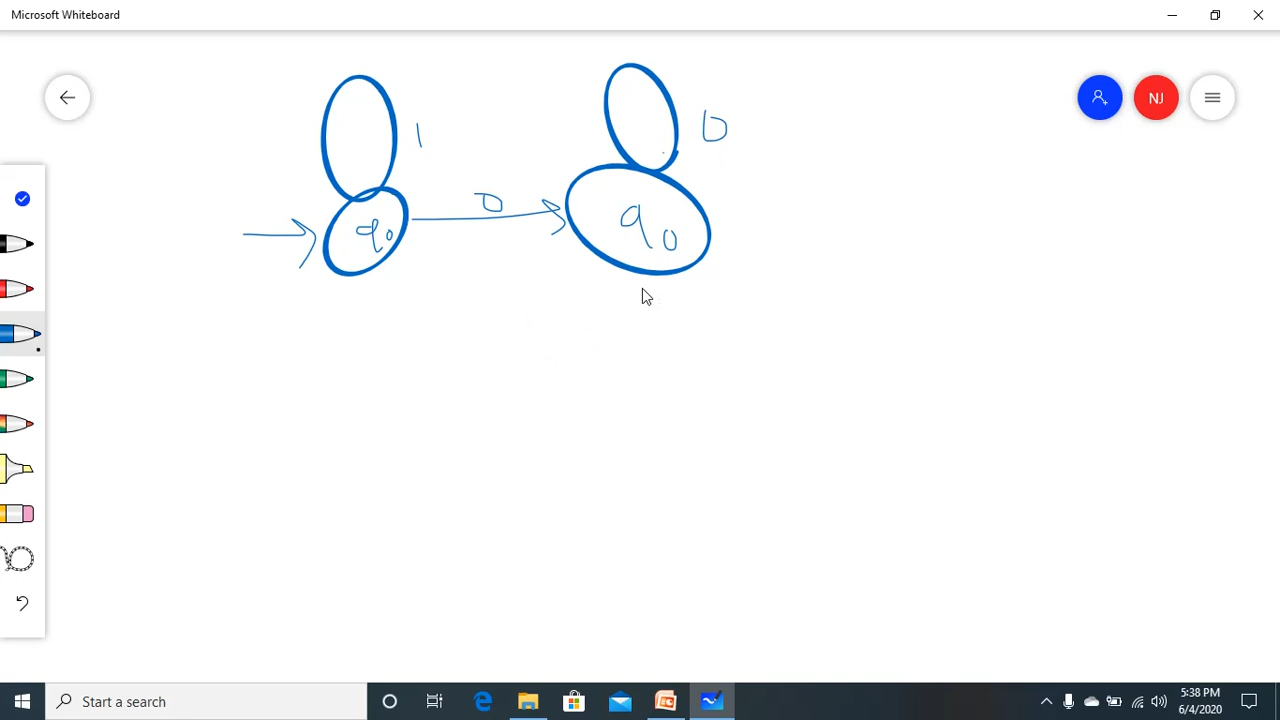 Microsoft Whiteboard
NJ
1
0
0
q0
q0
Start a search
5:38 PM
6/4/2020